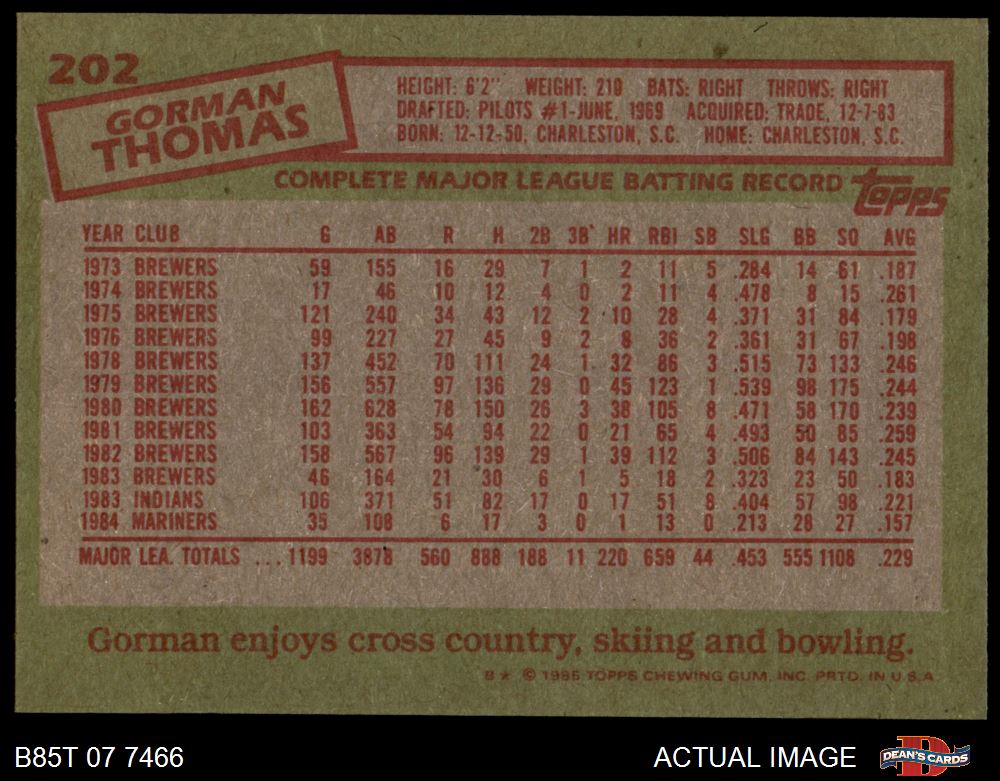 202
GORMAN
THOMAS
HEIGHT: 6'2" WEIGHT: 210 BATS: RIGHT THROWS: RIGHT
DRAFTED: PILOTS #1-JUNE, 1969 ACQUIRED: TRADE, 12-7-83
BORN: 12-12-50, CHARLESTON, S.C. HOME: CHARLESTON, S.C.
COMPLETE MAJOR LEAGUE BATTING RECORD topps
YEAR CLUB G AB R H 2B 3B HR RBI SB SLG BB SO AVG
1973 BREWERS 59 155 16 29 7 1 2 11 5 .284 14 61 .187
1974 BREWERS 17 46 10 12 4 0 2 11 4 .478 8 15 .261
1975 BREWERS 121 240 34 43 12 2 10 28 4 .371 31 84 .179
1976 BREWERS 99 227 27 45 9 2 8 36 2 .361 31 67 .198
1978 BREWERS 137 452 70 111 24 1 32 86 3 .515 73 133 .246
1979 BREWERS 156 557 97 136 29 0 45 123 1 .539 98 175 .244
1980 BREWERS 162 628 78 150 26 3 38 105 8 .471 58 170 .239
1981 BREWERS 103 363 54 94 22 0 21 65 4 .493 50 85 .259
1982 BREWERS 158 567 96 139 29 1 39 112 3 .506 84 143 .245
1983 BREWERS 46 164 21 30 6 1 5 18 2 .323 23 50 .183
1983 INDIANS 106 371 51 82 17 0 17 51 8 .404 57 98 .221
1984 MARINERS 35 108 6 17 3 0 1 13 0 .213 28 27 .157
MAJOR LEA. TOTALS ... 1199 3878 560 888 188 11 220 659 44 .453 555 1108 .229
Gorman enjoys cross country, skiing and bowling.
B★ © 1985 TOPPS CHEWING GUM, INC. PRTD. IN U.S.A
B85T 07 7466 ACTUAL IMAGE DEAN'S CARDS